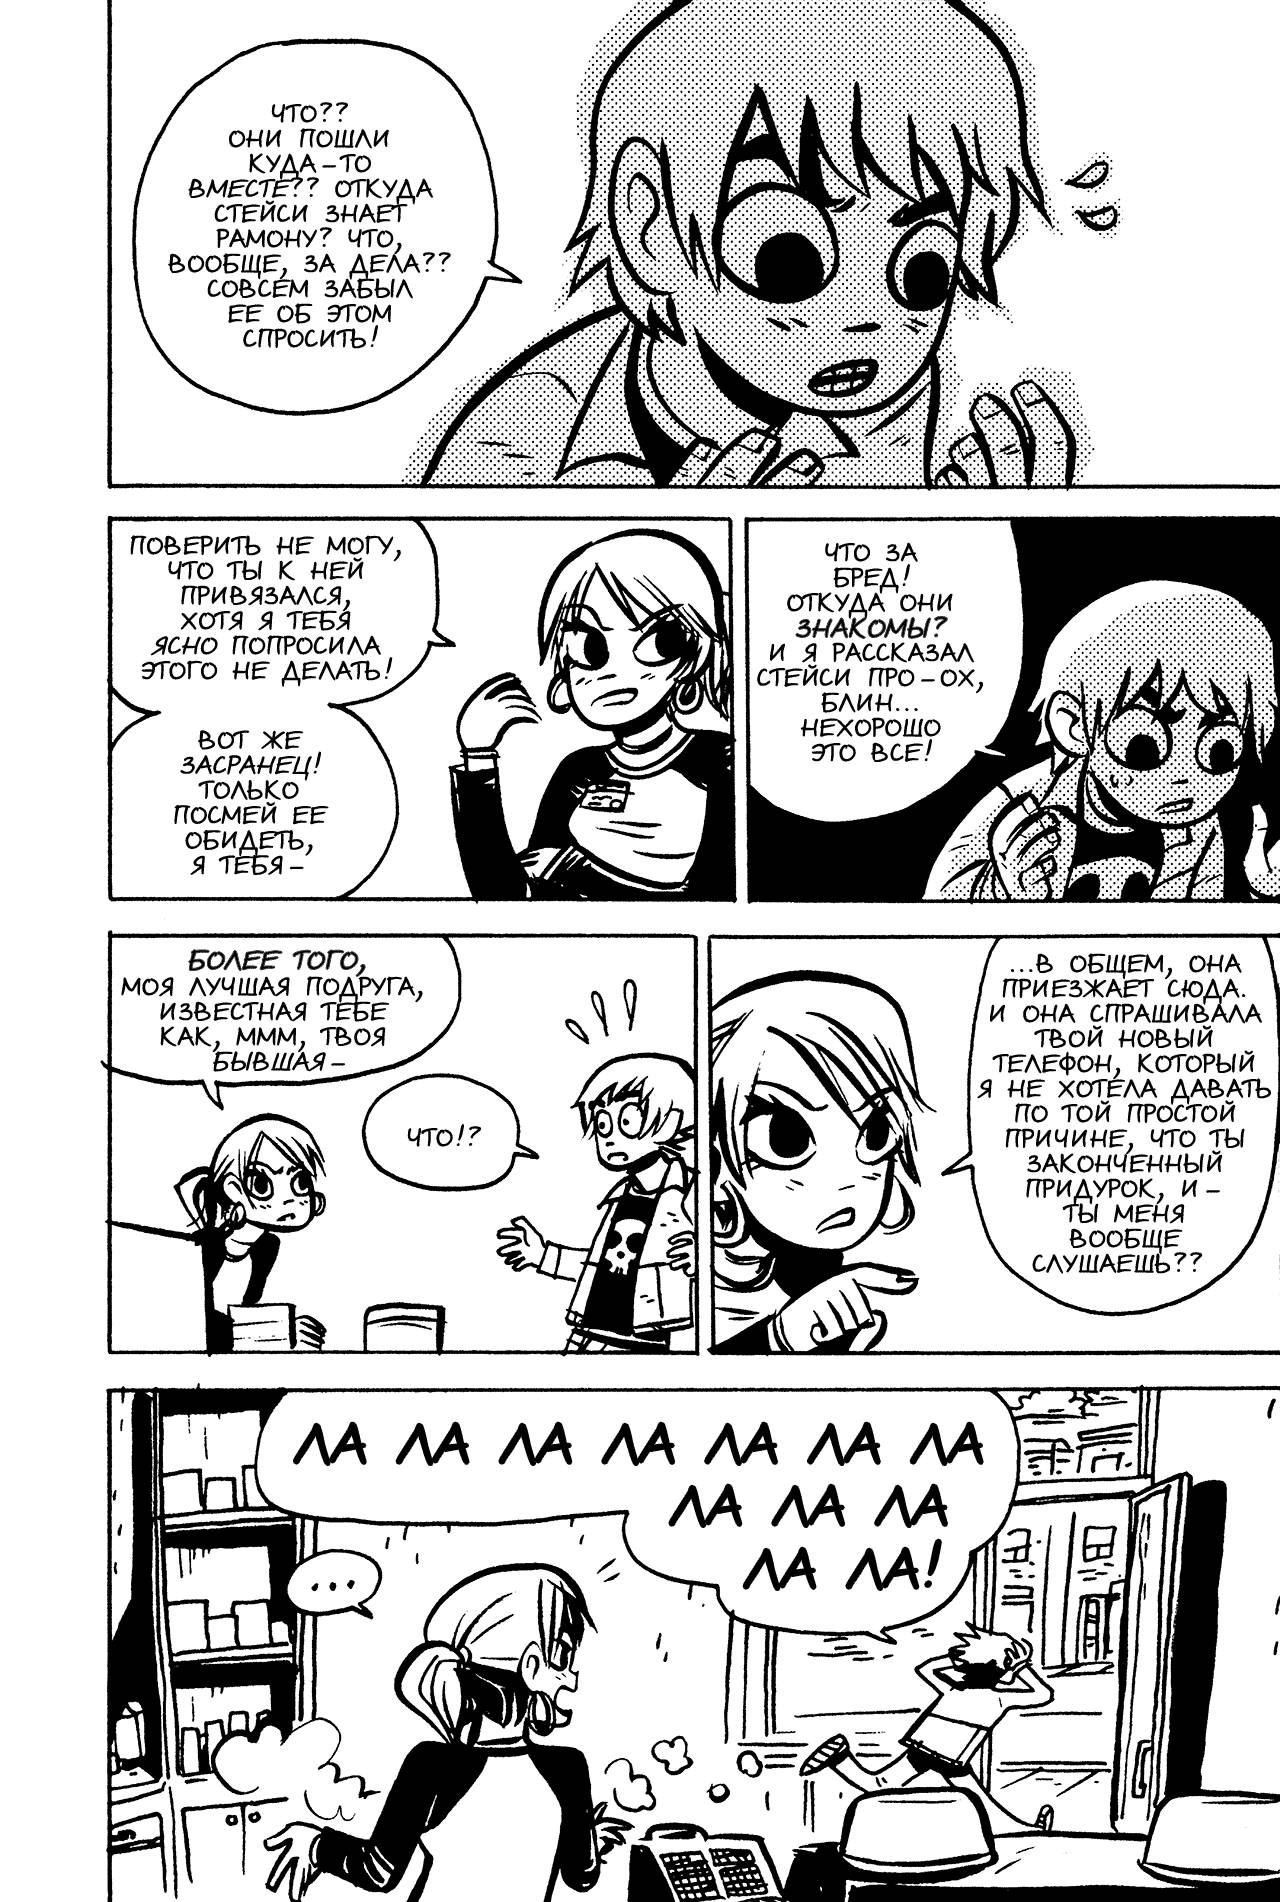 ЧТО??
ОНИ ПОШЛИ
КУДА-ТО
ВМЕСТЕ?? ОТКУДА
СТЕЙСИ ЗНАЕТ
РАМОНУ? ЧТО,
ВООБЩЕ, ЗА ДЕЛА??
СОВСЕМ ЗАБЫЛ
ЕЕ ОБ ЭТОМ
СПРОСИТЬ!
ПОВЕРИТЬ НЕ МОГУ,
ЧТО ТЫ К НЕЙ
ПРИВЯЗАЛСЯ,
ХОТЯ Я ТЕБЯ
ЯСНО ПОПРОСИЛА
ЭТОГО НЕ ДЕЛАТЬ!
ВОТ ЖЕ
ЗАСРАНЕЦ!
ТОЛЬКО
ПОСМЕЙ ЕЕ
ОБИДЕТЬ,
Я ТЕБЯ-
ЧТО ЗА
БРЕД!
ОТКУДА ОНИ
ЗНАКОМЫ?
И Я РАССКАЗАЛ
СТЕЙСИ ПРО-ОХ,
БЛИН...
НЕХОРОШО
ЭТО ВСЕ!
БОЛЕЕ ТОГО,
МОЯ ЛУЧШАЯ ПОДРУГА,
ИЗВЕСТНАЯ ТЕБЕ
КАК, МММ, ТВОЯ
БЫВШАЯ-
ЧТО!?
...В ОБЩЕМ, ОНА
ПРИЕЗЖАЕТ СЮДА.
И ОНА СПРАШИВАЛА
ТВОЙ НОВЫЙ
ТЕЛЕФОН, КОТОРЫЙ
Я НЕ ХОТЕЛА ДАВАТЬ
ПО ТОЙ ПРОСТОЙ
ПРИЧИНЕ, ЧТО ТЫ
ЗАКОНЧЕННЫЙ
ПРИДУРОК, И-
ТЫ МЕНЯ
ВООБЩЕ
СЛУШАЕШЬ??
ЛА ЛА ЛА ЛА ЛА ЛА ЛА
ЛА ЛА ЛА
ЛА ЛА!
...